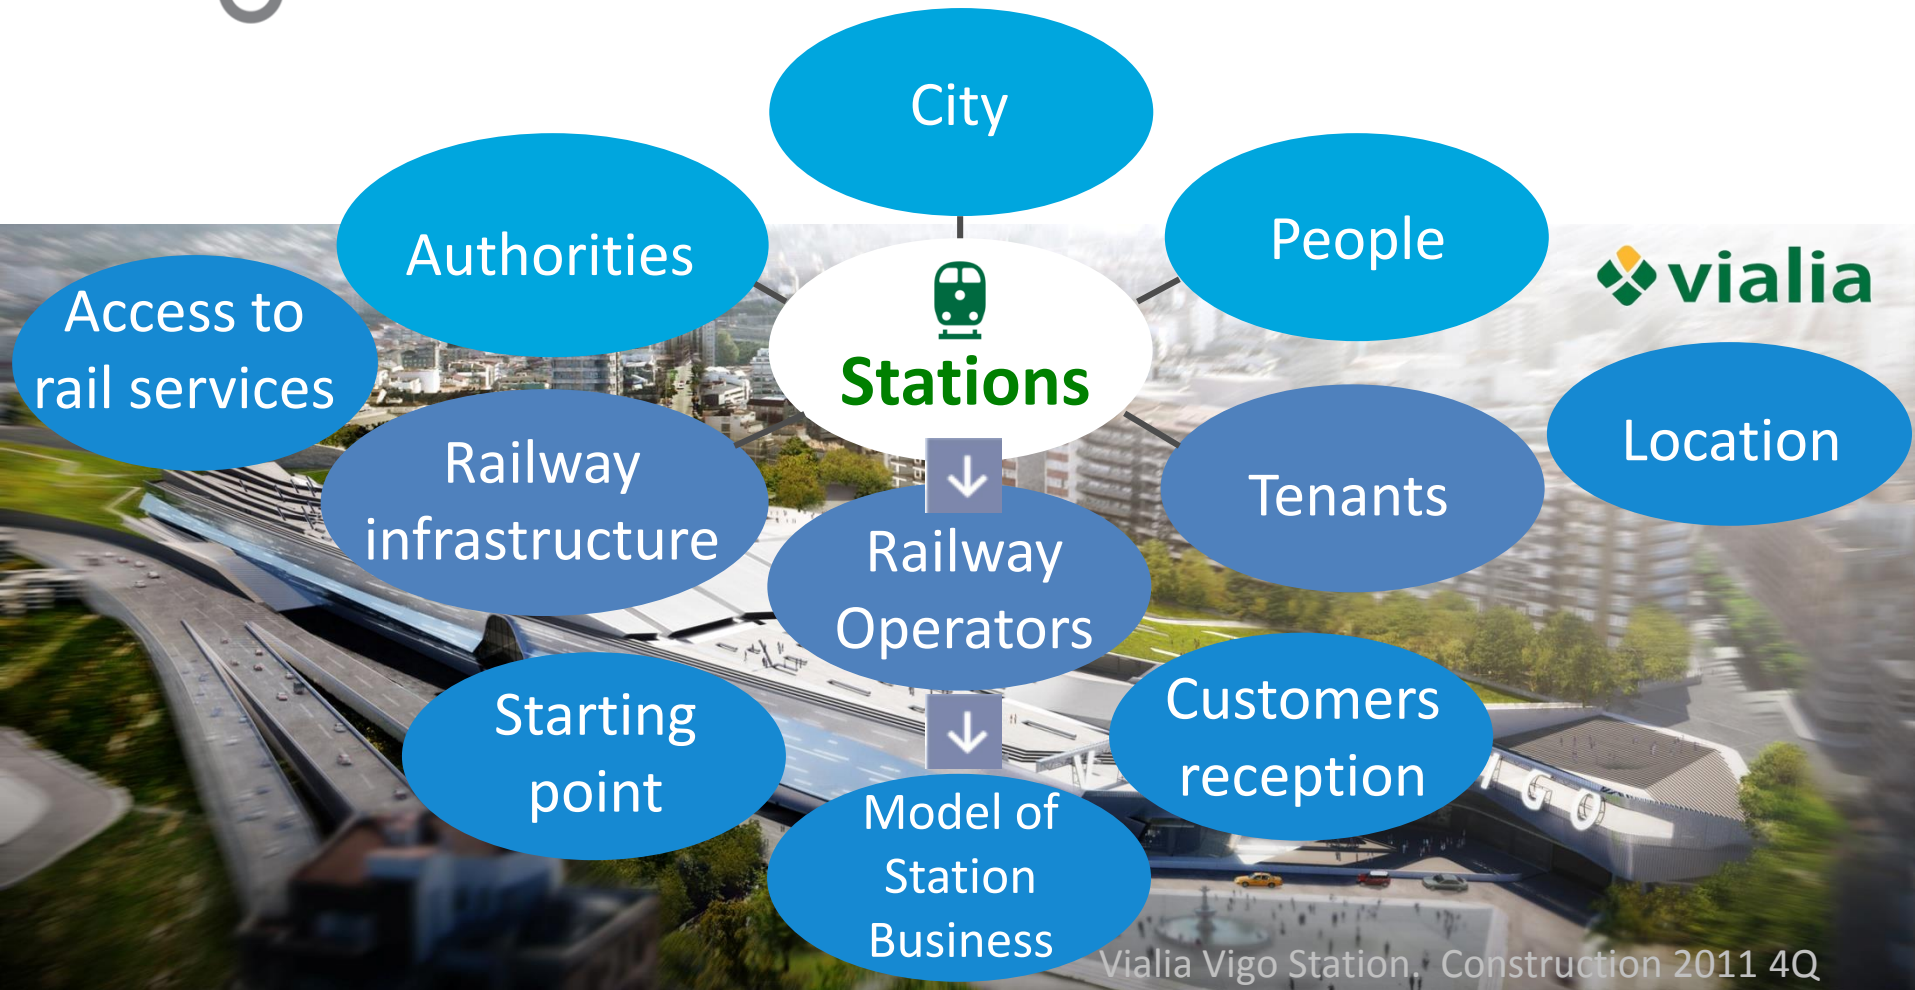 City
Authorities
People
vialia
Access to
rail services
Stations
Location
Railway
infrastructure
Tenants
Railway
Operators
Starting
point
Customers
reception
Model of
Station
Business
VIGO
Vialia Vigo Station.  Construction 2011 4Q